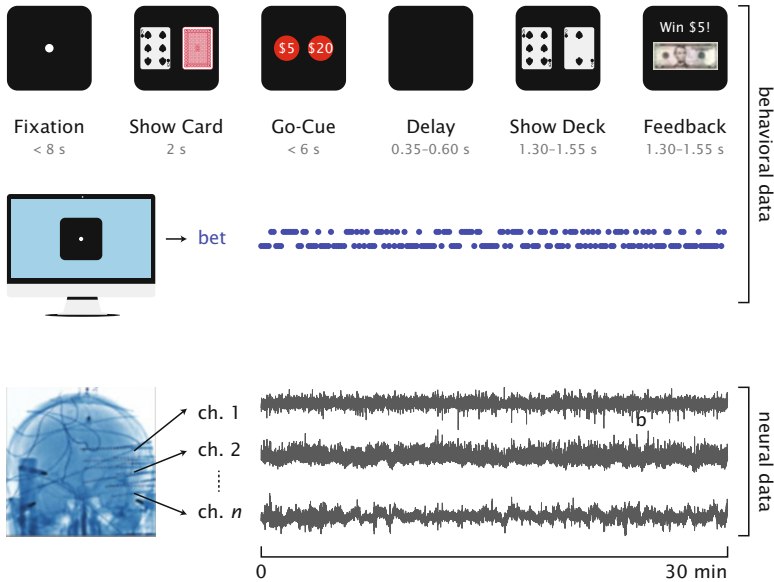 $5 $20
Win $5!
Fixation
Show Card
Go-Cue
Delay
Show Deck
Feedback
< 8 s
2 s
< 6 s
0.35–0.60 s
1.30–1.55 s
1.30–1.55 s
behavioral data
bet
ch. 1
b
ch. 2
ch. n
neural data
0
30 min